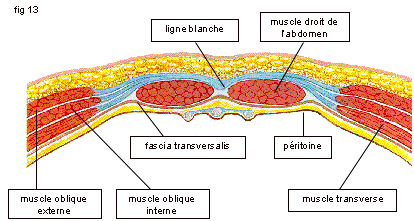 fig 13
ligne blanche
muscle droit de
l'abdomen
fascia transversalis
péritoine
muscle oblique
externe
muscle oblique
interne
muscle transverse